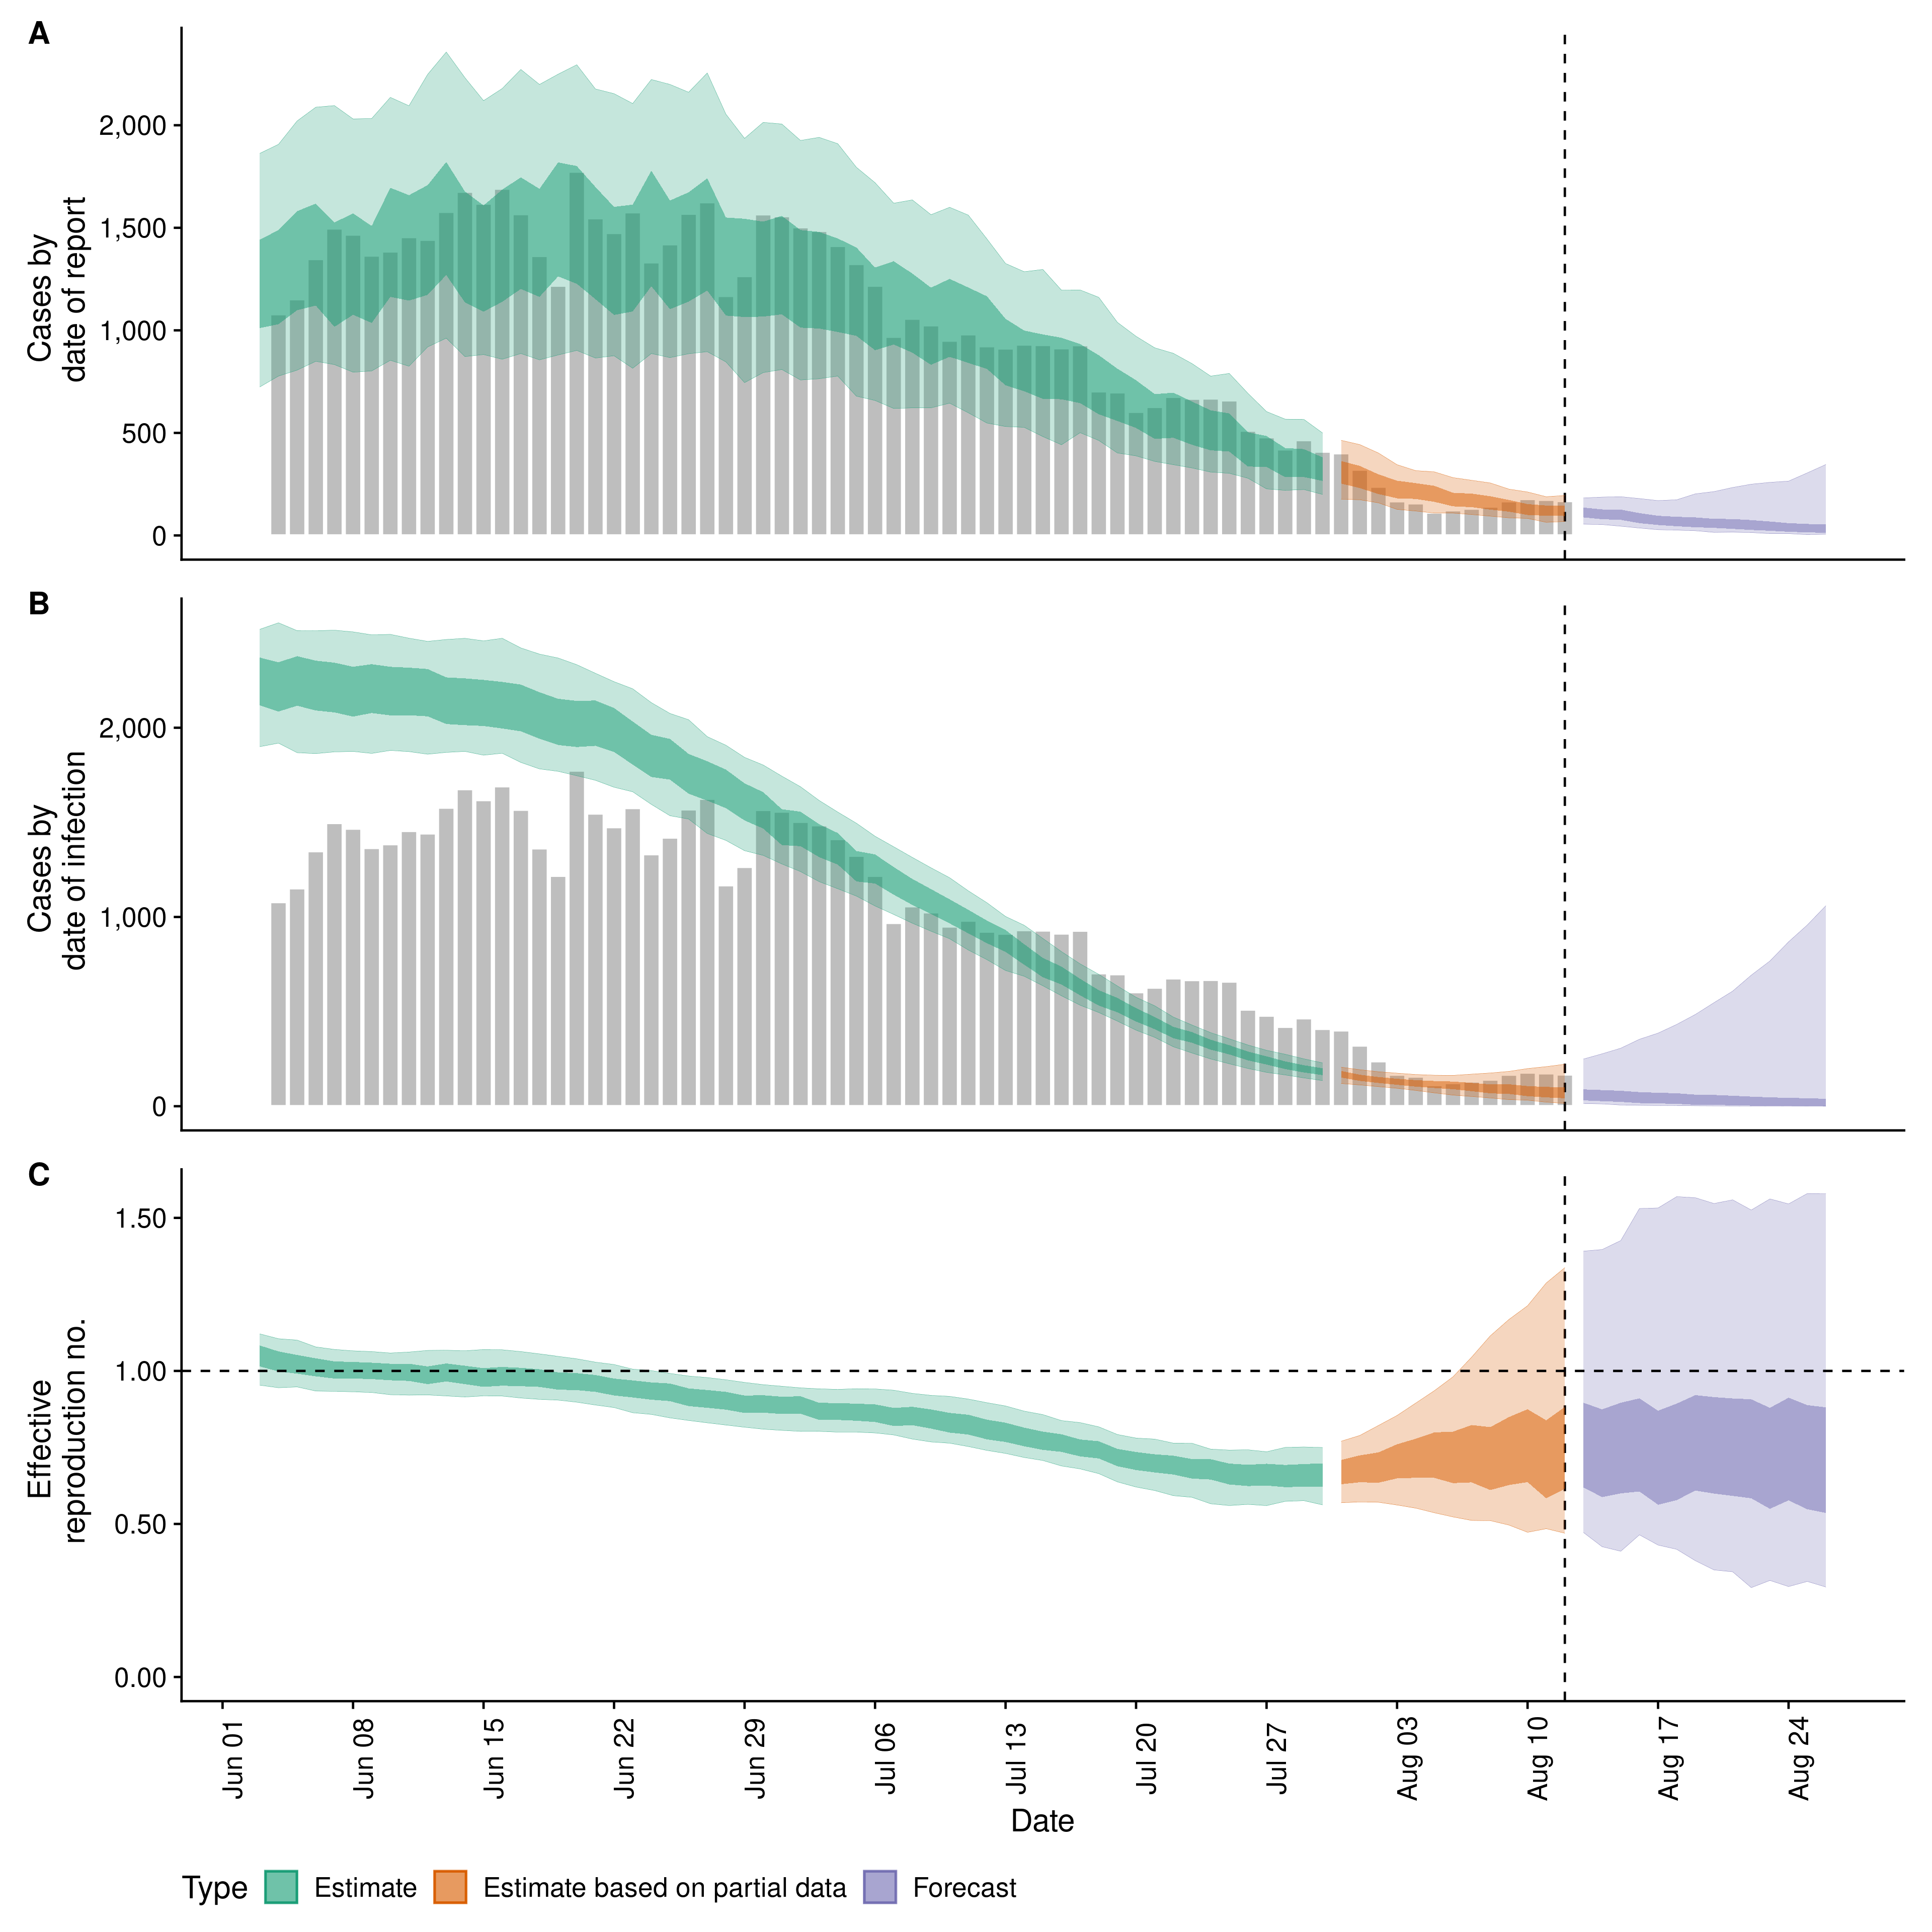 A
Cases by
date of report
2,000
1,500
1,000
500
0
B
Cases by
date of infection
2,000
1,000
0
C
Effective
reproduction no.
1.50
1.00
0.50
0.00
Jun 01
Jun 08
Jun 15
Jun 22
Jun 29
Jul 06
Jul 13
Jul 20
Jul 27
Aug 03
Aug 10
Aug 17
Aug 24
Date
Type Estimate Estimate based on partial data Forecast